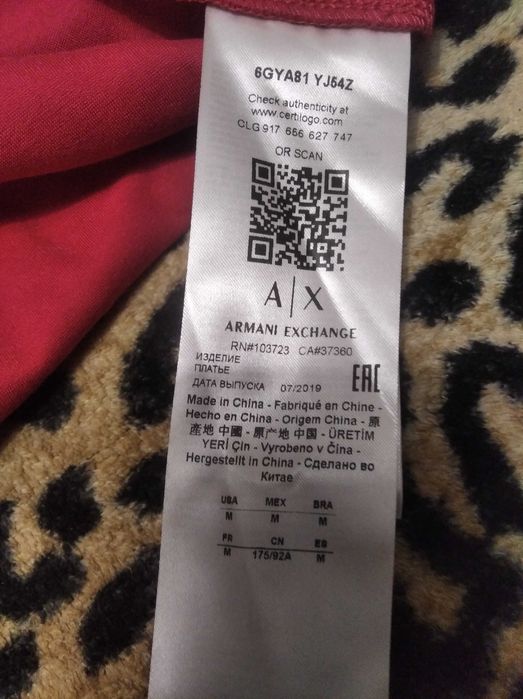 6GYA81 YJ54Z
Check authenticity at
www.certilogo.com
CLG 917 666 627 747
OR SCAN
A|X
ARMANI EXCHANGE
RN#103723 CA#37360
ИЗДЕЛИЕ
ПЛАТЬЕ
ДАТА ВЫПУСКА 07/2019 EAC
Made in China - Fabriqué en Chine -
Hecho en China - Origem China - 原
産地 中國 - 原产地 中国 - ÜRETİM
YERİ Çin - Vyrobeno v Čina -
Hergestellt in China - Сделано во
Китае
USA MEX BRA
M M M
FR CN ES
M 175/92A M